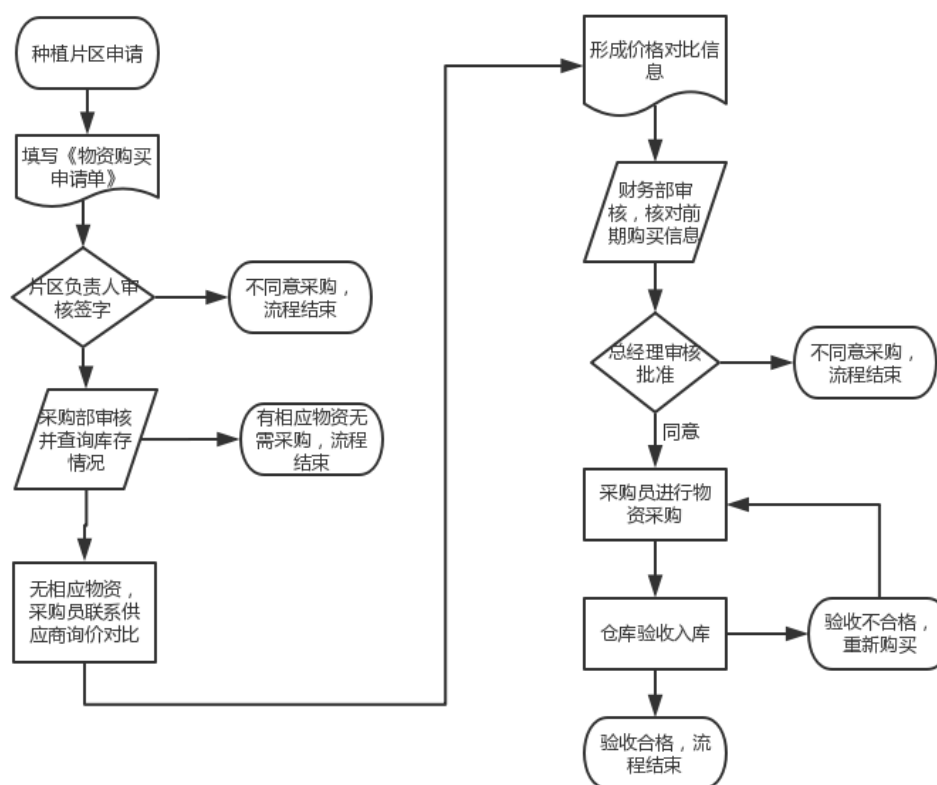 种植片区申请
填写《物资购买
申请单》
片区负责人审
核签字
不同意采购，
流程结束
采购部审核
并查询库存
情况
有相应物资无
需采购，流程
结束
无相应物资，
采购员联系供
应商询价对比
形成价格对比信
息
财务部审
核，核对前
期购买信息
总经理审核
批准
不同意采购，
流程结束
同意
采购员进行物
资采购
仓库验收入库
验收不合格，
重新购买
验收合格，流
程结束